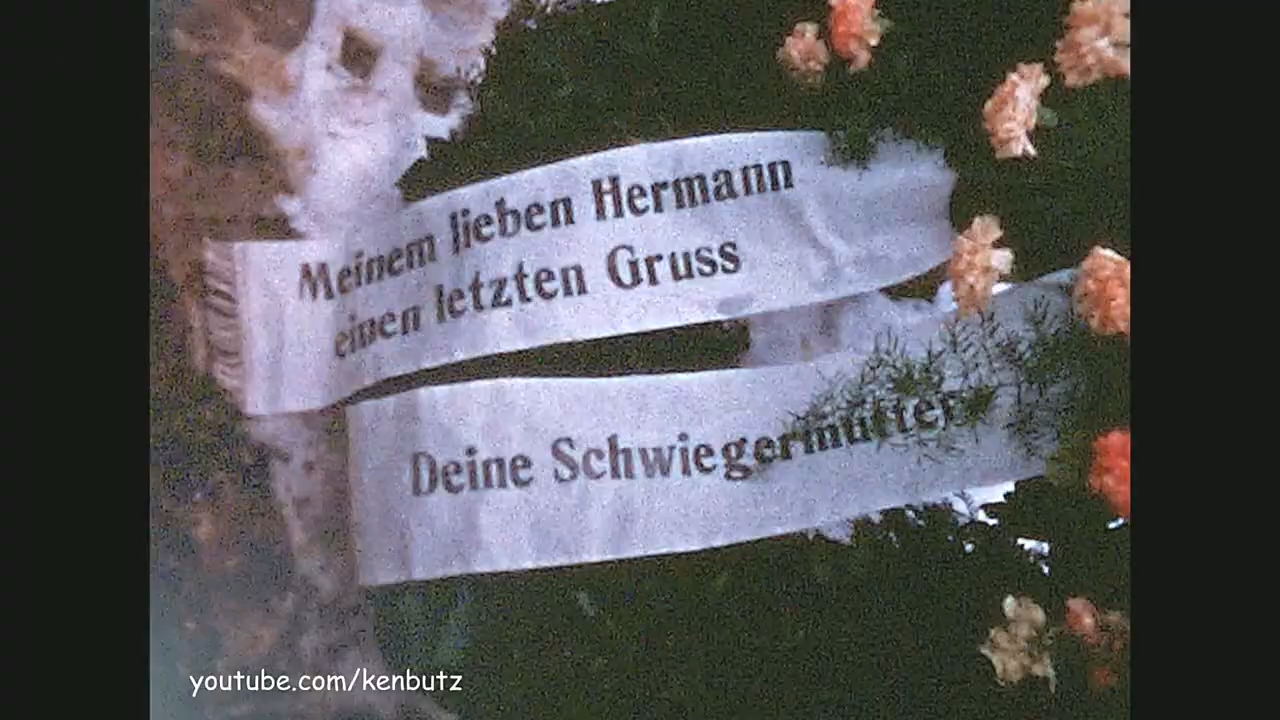 Meinem lieben Hermann
einen letzten Gruss
Deine Schwiegermutter
youtube.com/kenbutz